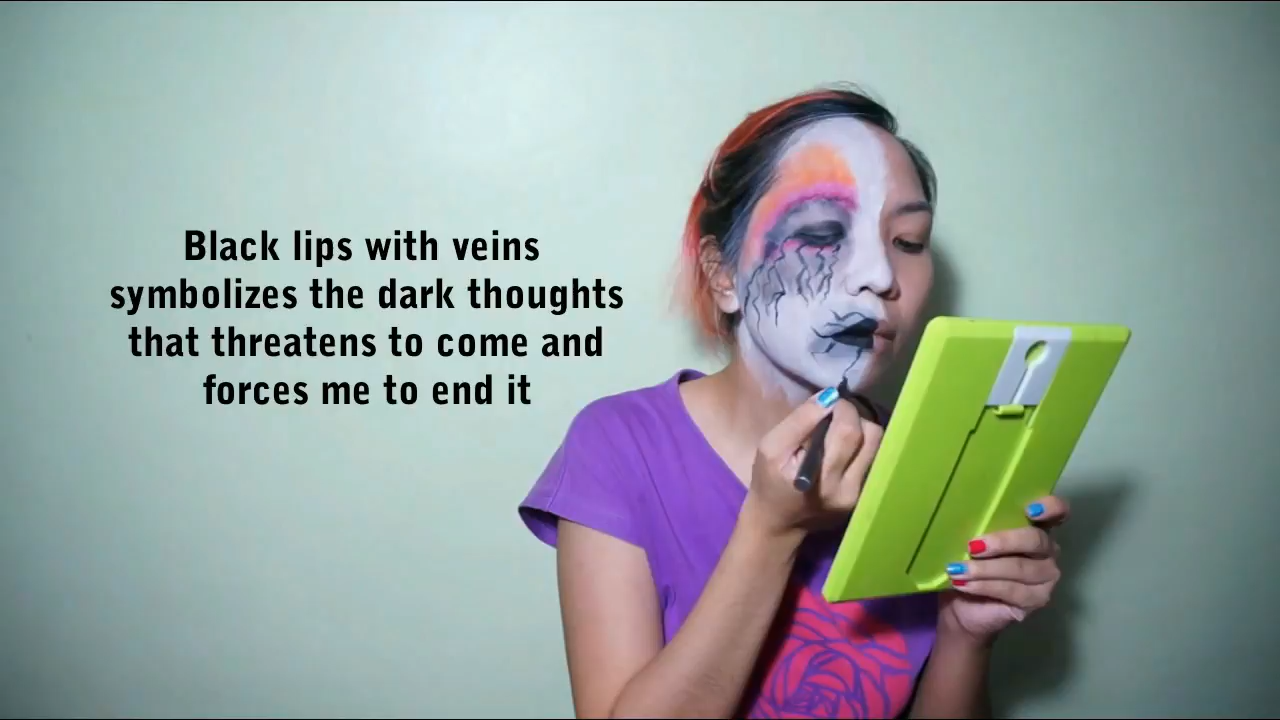 Black lips with veins
symbolizes the dark thoughts
that threatens to come and
forces me to end it